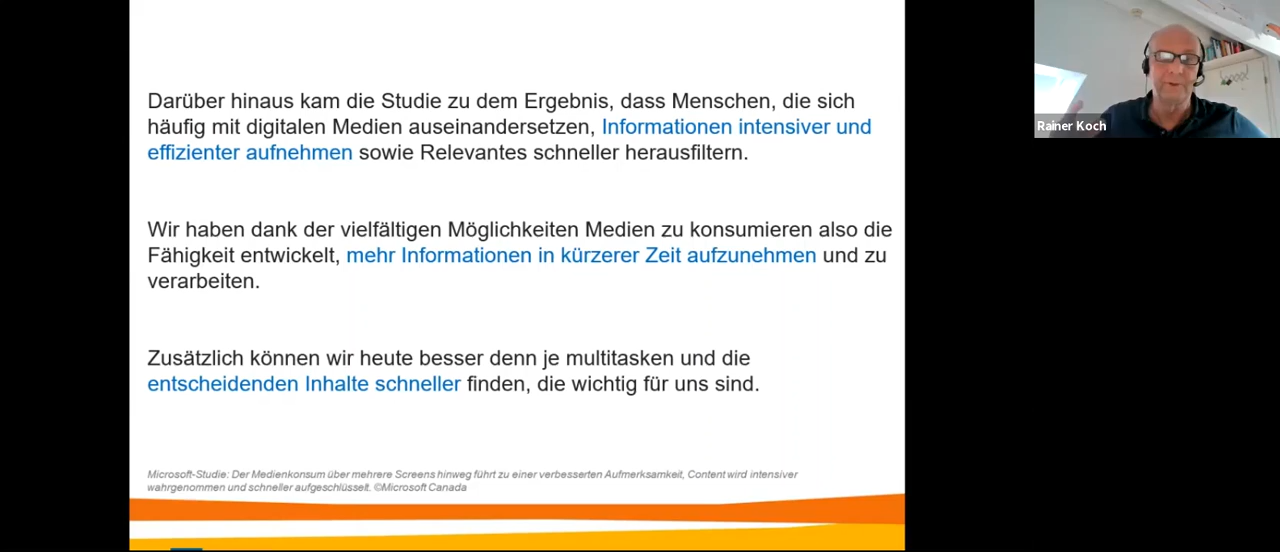 Darüber hinaus kam die Studie zu dem Ergebnis, dass Menschen, die sich
häufig mit digitalen Medien auseinandersetzen, Informationen intensiver und
effizienter aufnehmen sowie Relevantes schneller herausfiltern.
Wir haben dank der vielfältigen Möglichkeiten Medien zu konsumieren also die
Fähigkeit entwickelt, mehr Informationen in kürzerer Zeit aufzunehmen und zu
verarbeiten.
Zusätzlich können wir heute besser denn je multitasken und die
entscheidenden Inhalte schneller finden, die wichtig für uns sind.
Microsoft-Studie: Der Medienkonsum über mehrere Screens hinweg führt zu einer verbesserten Aufmerksamkeit, Content wird intensiver
wahrgenommen und schneller aufgeschlüsselt. ©Microsoft Canada
Rainer Koch